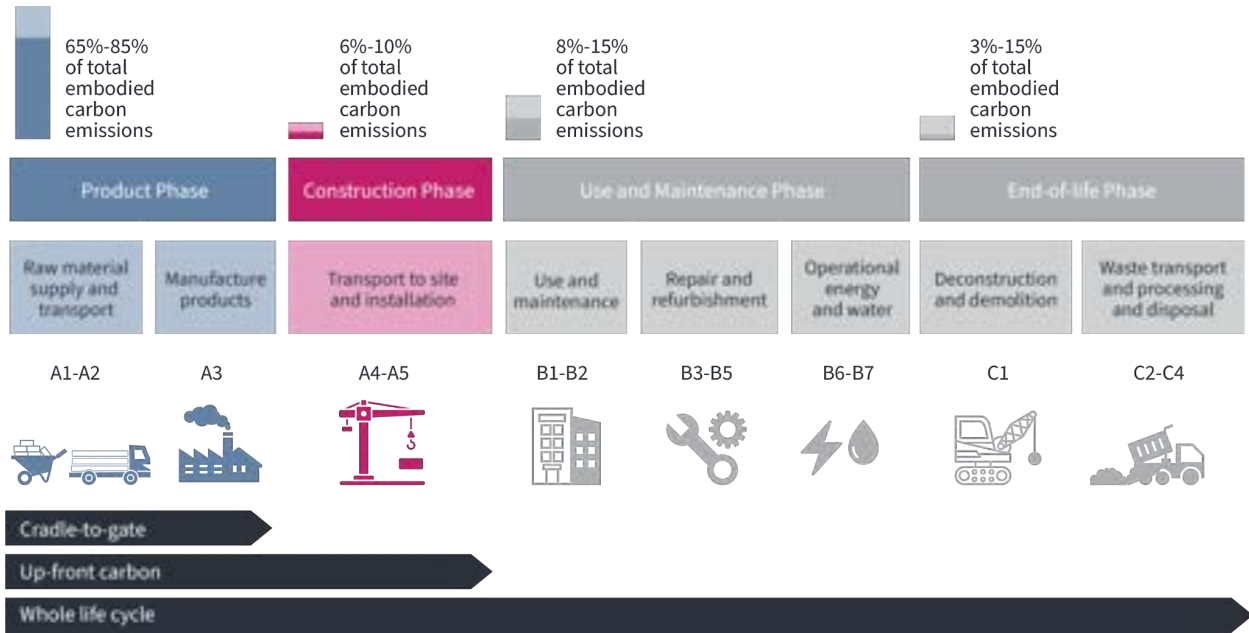 65%-85%
of total
embodied
carbon
emissions
6%-10%
of total
embodied
carbon
emissions
8%-15%
of total
embodied
carbon
emissions
3%-15%
of total
embodied
carbon
emissions
Product Phase
Construction Phase
Use and Maintenance Phase
End-of-life Phase
Raw material
supply and
transport
Manufacture
products
Transport to site
and installation
Use and
maintenance
Repair and
refurbishment
Operational
energy
and water
Deconstruction
and demolition
Waste transport
and processing
and disposal
A1-A2
A3
A4-A5
B1-B2
B3-B5
B6-B7
C1
C2-C4
Cradle-to-gate
Up-front carbon
Whole life cycle